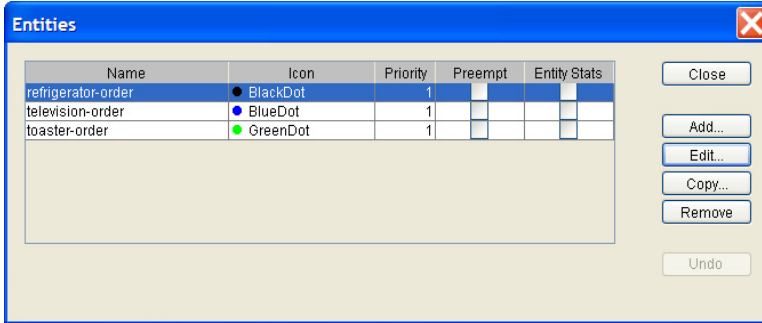 Entities
Name Icon Priority Preempt Entity Stats
refrigerator-order BlackDot 1
television-order BlueDot 1
toaster-order GreenDot 1
Close
Add...
Edit...
Copy...
Remove
Undo